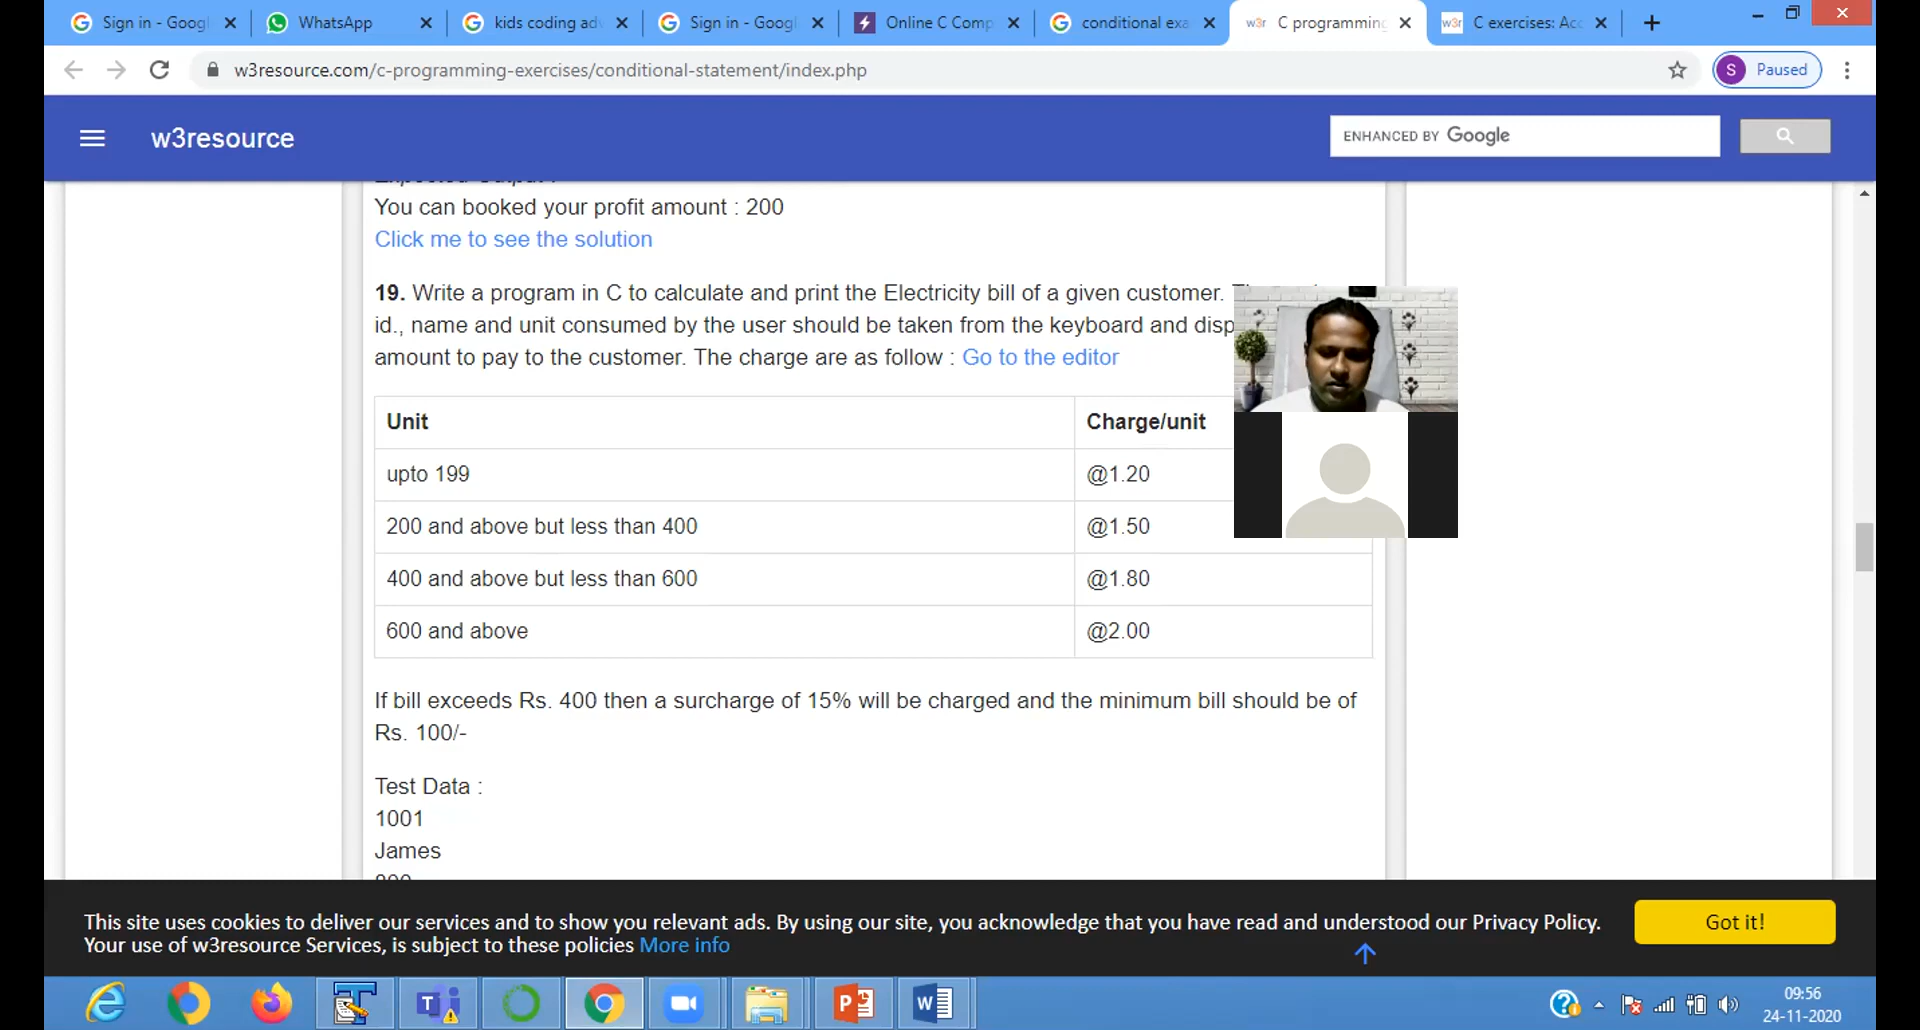 Sign in - Googl
WhatsApp
kids coding adv
Sign in - Googl
Online C Comp
conditional exa
w3r C programming
w3r C exercises: Acc
w3resource.com/c-programming-exercises/conditional-statement/index.php
S Paused
w3resource
ENHANCED BY Google
Expected Output :
You can booked your profit amount : 200
Click me to see the solution
19. Write a program in C to calculate and print the Electricity bill of a given customer.
id., name and unit consumed by the user should be taken from the keyboard and disp
amount to pay to the customer. The charge are as follow : Go to the editor
Unit Charge/unit
upto 199 @1.20
200 and above but less than 400 @1.50
400 and above but less than 600 @1.80
600 and above @2.00
If bill exceeds Rs. 400 then a surcharge of 15% will be charged and the minimum bill should be of
Rs. 100/-
Test Data :
1001
James
This site uses cookies to deliver our services and to show you relevant ads. By using our site, you acknowledge that you have read and understood our Privacy Policy.
Your use of w3resource Services, is subject to these policies More info
Got it!
09:56
24-11-2020